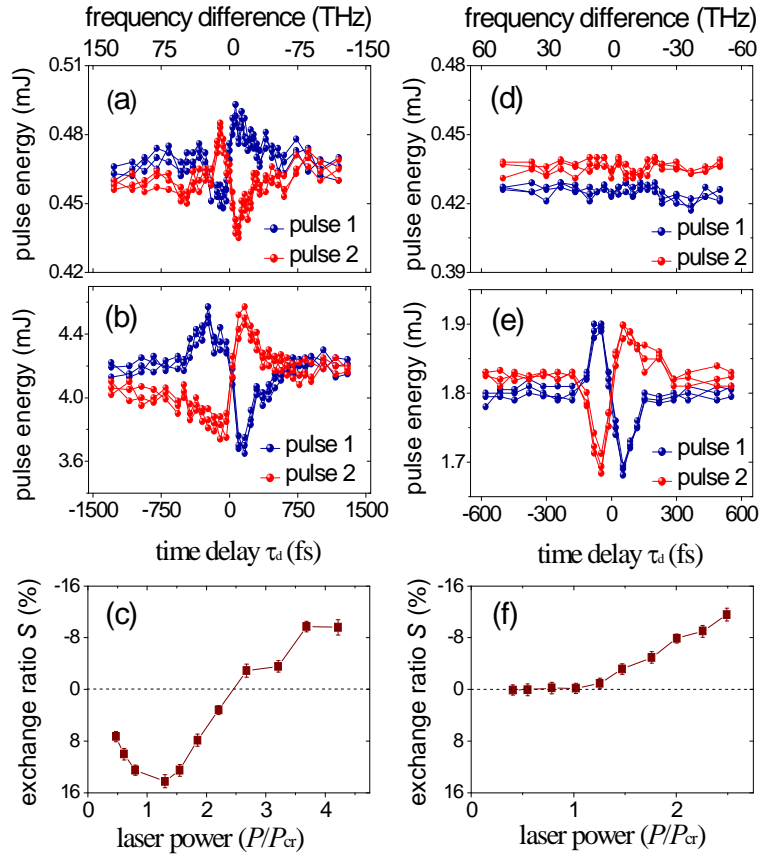 frequency difference (THz)
130 75 0 -75 -150
0.51
0.48
0.45
0.42
pulse energy (mJ)
(a)
pulse 1
pulse 2
4.4
4.0
3.6
pulse energy (mJ)
(b)
pulse 1
pulse 2
-1500 -750 0 750 1500
time delay τd (fs)
-16
-8
0
8
16
exchange ratio S (%)
(c)
0 1 2 3 4
laser power (P/Pcr)
frequency difference (THz)
60 30 0 -30 -60
0.45
0.42
0.39
pulse energy (mJ)
(d)
pulse 1
pulse 2
1.9
1.8
1.7
pulse energy (mJ)
(e)
pulse 1
pulse 2
-600 -300 0 300 600
time delay τd (fs)
-16
-8
0
8
16
exchange ratio S (%)
(f)
0 1 2
laser power (P/Pcr)